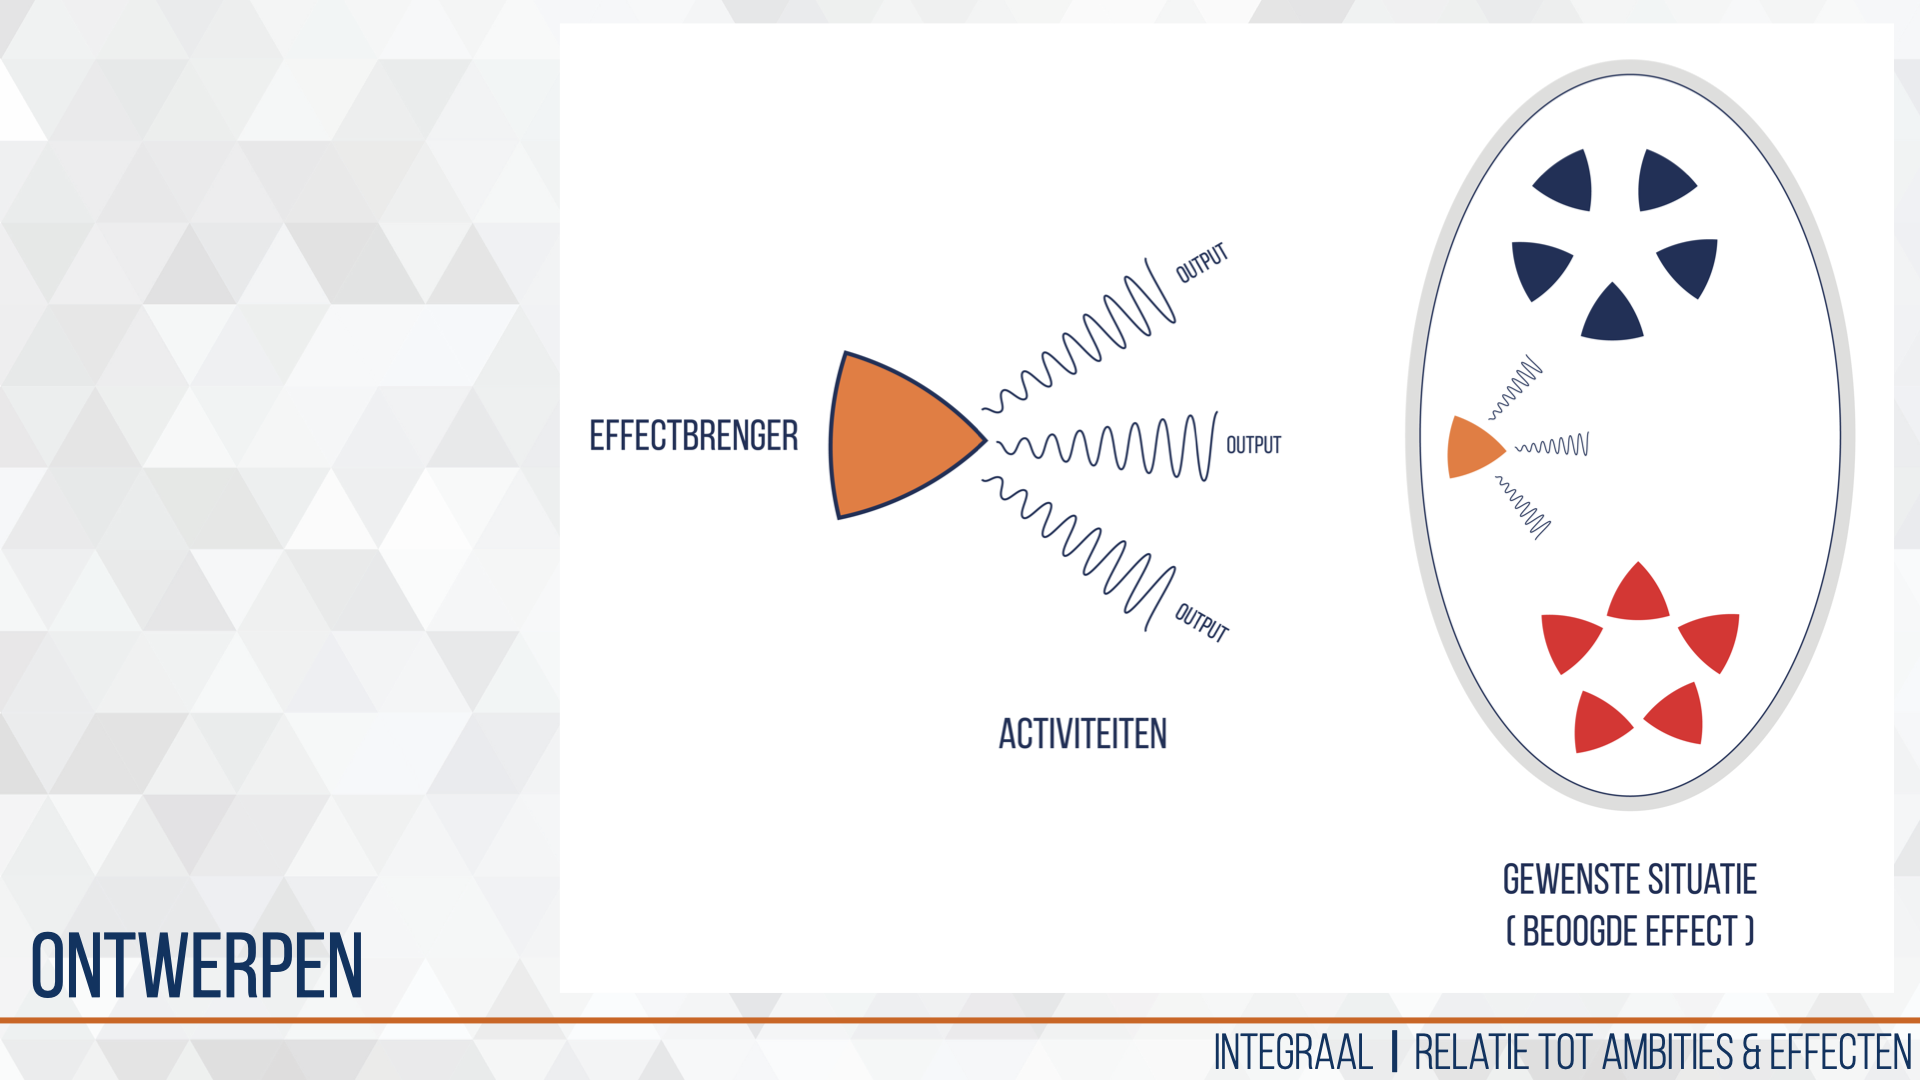 OUTPUT
EFFECTBRENGER
OUTPUT
OUTPUT
ACTIVITEITEN
GEWENSTE SITUATIE
( BEOOGDE EFFECT )
ONTWERPEN
INTEGRAAL | RELATIE TOT AMBITIES & EFFECTEN